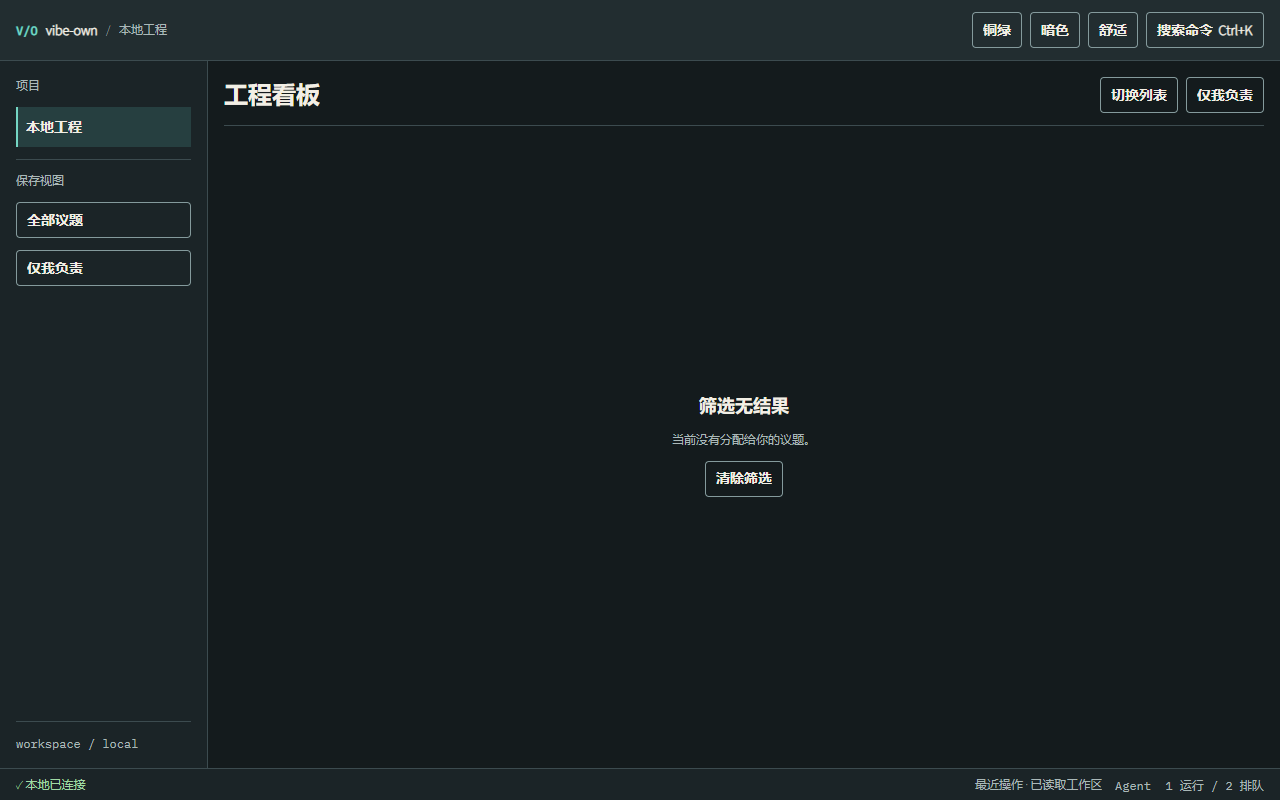 V/O vibe-own / 本地工程
铜绿 暗色 舒适 搜索命令 Ctrl+K
项目
本地工程
保存视图
全部议题
仅我负责
workspace / local
工程看板
切换列表 仅我负责
筛选无结果
当前没有分配给你的议题。
清除筛选
✓本地已连接
最近操作 · 已读取工作区 Agent 1 运行 / 2 排队